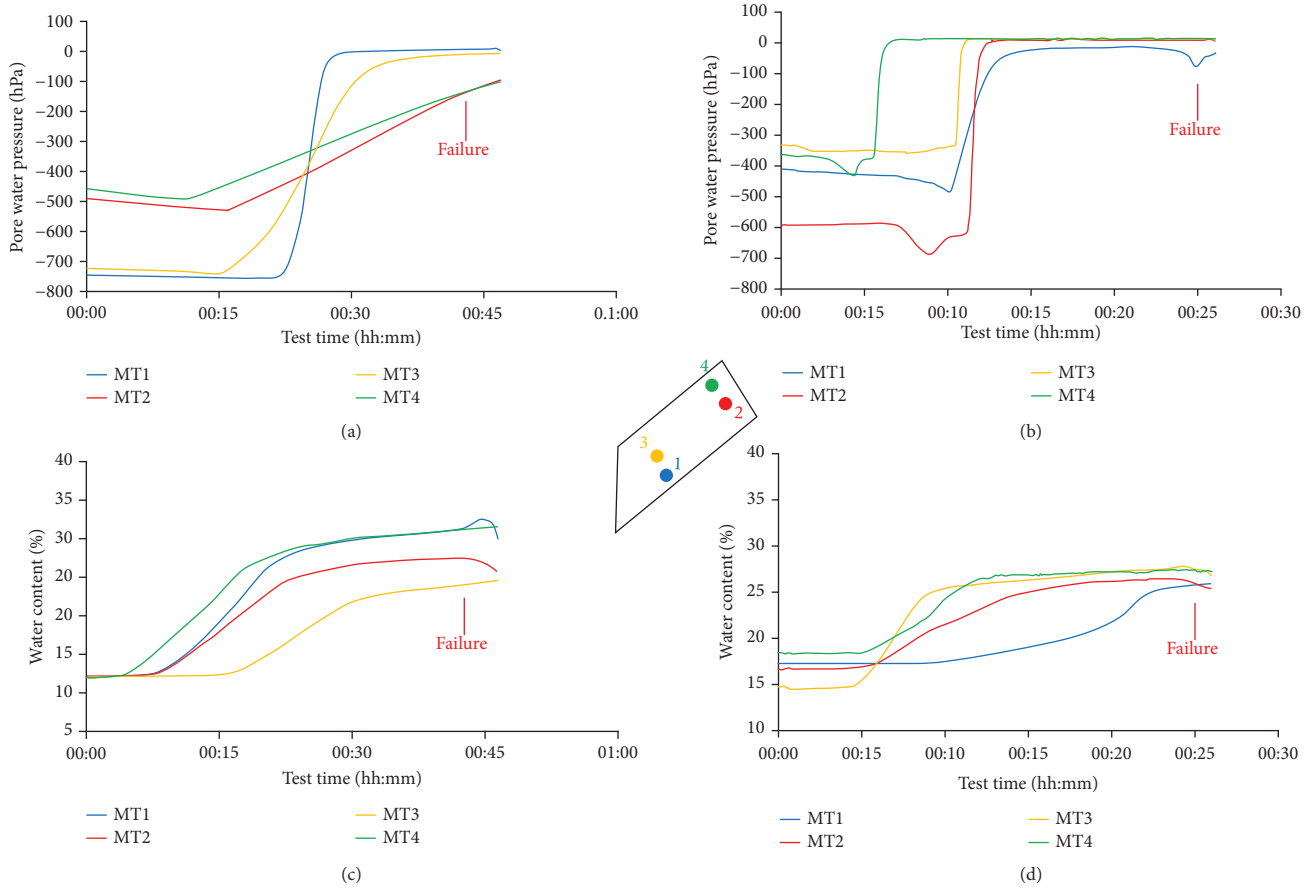 100
0
−100
−200
−300
−400
−500
−600
−700
−800
Pore water pressure (hPa)
00:00 00:15 00:30 00:45 0.1:00
Test time (hh:mm)
Failure
MT1 MT3
MT2 MT4
(a)
100
0
−100
−200
−300
−400
−500
−600
−700
−800
Pore water pressure (hPa)
00:00 00:15 00:10 00:20 00:25 00:30
Test time (hh:mm)
Failure
MT1 MT3
MT2 MT4
(b)
4
2
3
1
40
35
30
20
20
12
10
5
Water content (%)
00:00 00:15 00:30 00:45 01:00
Test time (hh:mm)
Failure
MT1 MT3
MT2 MT4
(c)
40
35
30
25
20
15
10
Water content (%)
00:00 00:15 00:10 00:20 00:25 00:30
Test time (hh:mm)
Failure
MT1 MT3
MT2 MT4
(d)